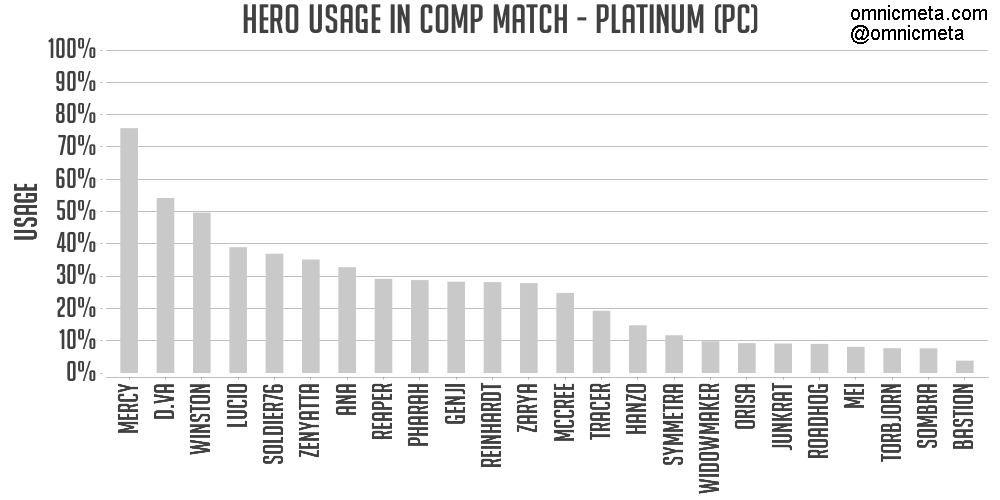 HERO USAGE IN COMP MATCH - PLATINUM (PC)
omnicmeta.com
@omnicmeta
USAGE
100%
90%
80%
70%
60%
50%
40%
30%
20%
10%
0%
MERCY
D.VA
WINSTON
LUCIO
SOLDIER76
ZENYATTA
ANA
REAPER
PHARAH
GENJI
REINHARDT
ZARYA
MCCREE
TRACER
HANZO
SYMMETRA
WIDOWMAKER
ORISA
JUNKRAT
ROADHOG
MEI
TORBJORN
SOMBRA
BASTION